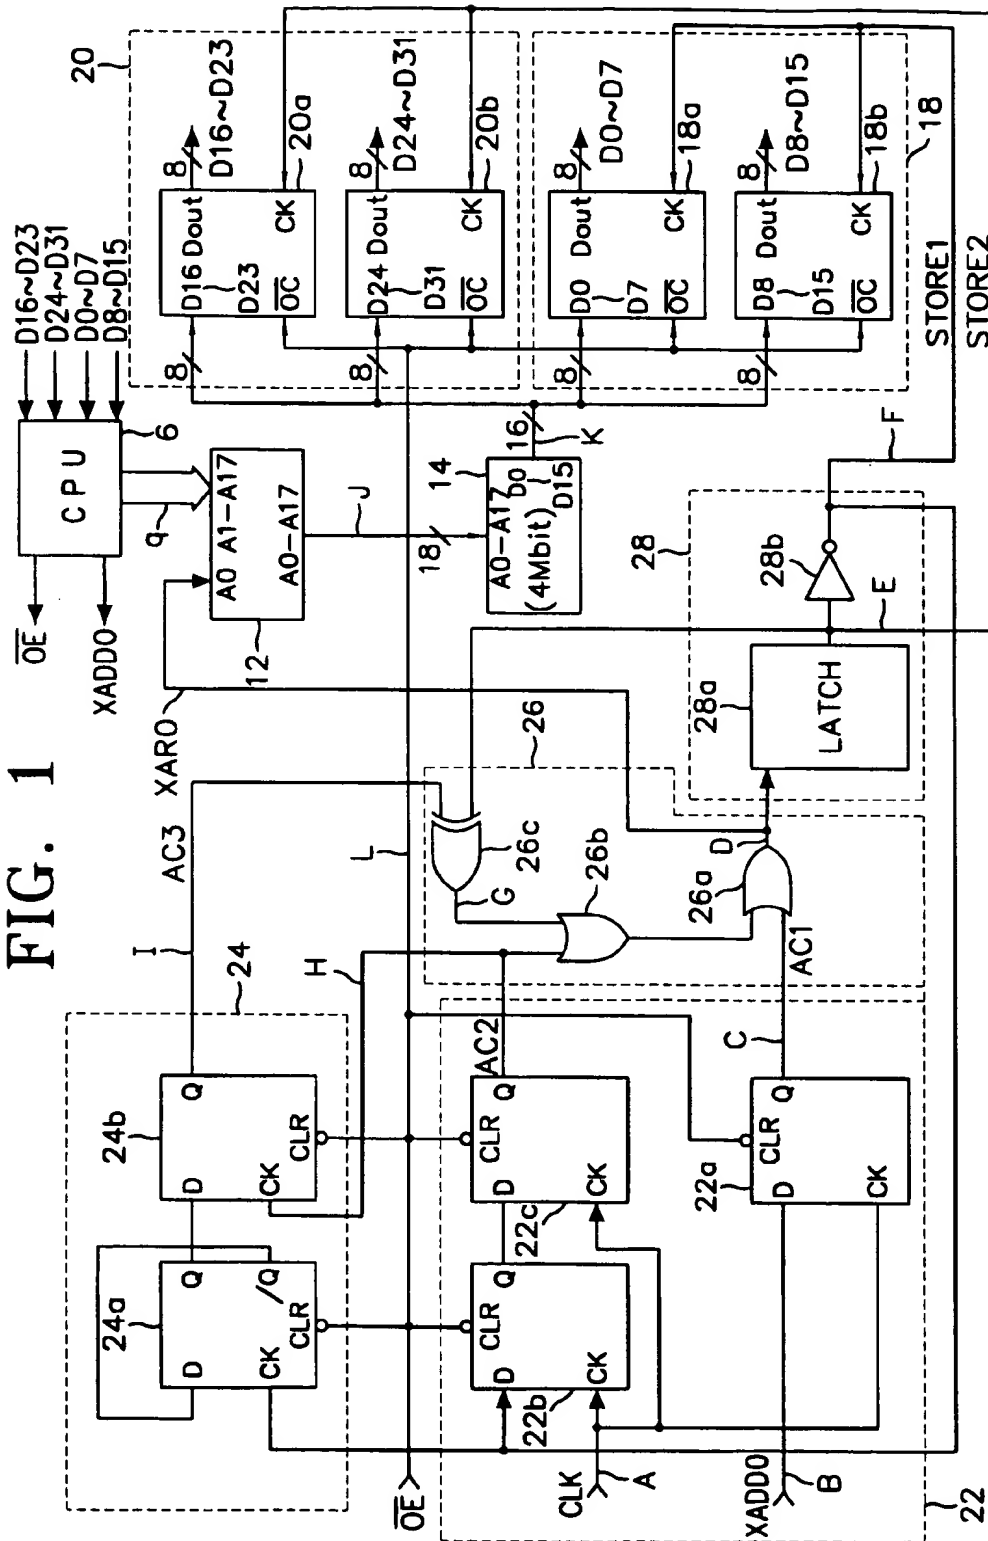 FIG. 1
OE
XADD0
CPU
6
D16~D23
D24~D31
D0~D7
D8~D15
q
A0 A1-A17
A0-A17
12
XAR0
J
18
14
A0-A17
D0
D15
(4Mbit)
16
K
20
8
D16
D23
Dout
OC
CK
8
D16~D23
20a
8
D24
D31
Dout
OC
CK
8
D24~D31
20b
8
D0
D7
Dout
OC
CK
8
D0~D7
18a
8
D8
D15
Dout
OC
CK
8
D8~D15
18b
18
STORE1
STORE2
F
28
28b
E
28a
LATCH
26
26c
G
26b
26a
D
AC3
I
L
H
24
24b
D
Q
CK
CLR
24a
D
Q
/Q
CK
CLR
OE
AC2
22c
D
Q
CK
CLR
22b
D
Q
CK
CLR
AC1
C
22a
D
Q
CK
CLR
CLK
A
XADD0
B
22